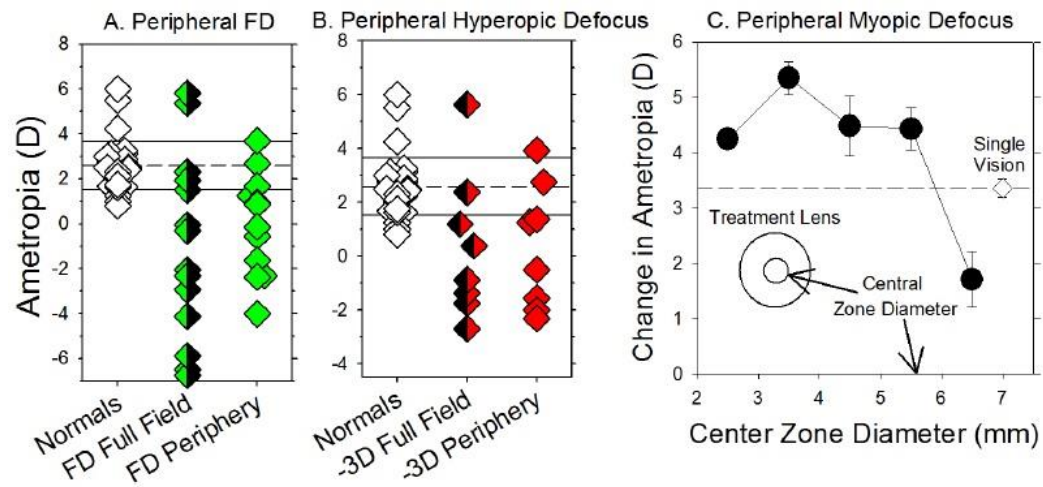 A. Peripheral FD
Ametropia (D)
8
6
4
2
0
-2
-4
-6
Normals
FD Full Field
FD Periphery
B. Peripheral Hyperopic Defocus
8
6
4
2
0
-2
-4
Normals
-3D Full Field
-3D Periphery
C. Peripheral Myopic Defocus
Change in Ametropia (D)
6
5
4
3
2
1
0
Single
Vision
Treatment Lens
Central
Zone Diameter
2 3 4 5 6 7
Center Zone Diameter (mm)